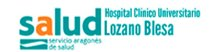 salud
servicio aragonés
de salud
Hospital Clínico Universitario
Lozano Blesa